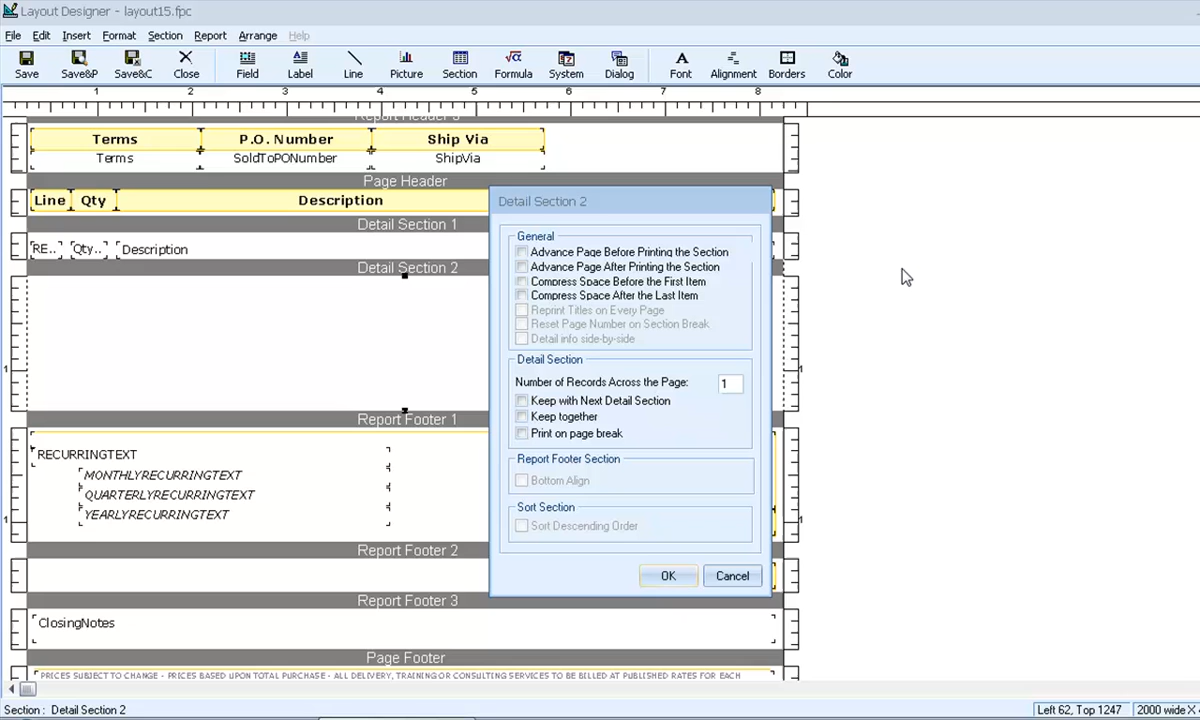 Layout Designer - layout15.fpc
File Edit Insert Format Section Report Arrange Help
Save Save&P Save&C Close Field Label Line Picture Section Formula System Dialog Font Alignment Borders Color
1 2 3 4 5 6 7 8
Report Header 3
Terms P.O. Number Ship Via
Terms SoldToPONumber ShipVia
Page Header
Line Qty Description
Detail Section 1
RE.. Qty.. Description
Detail Section 2
1 1
Report Footer 1
RECURRINGTEXT
MONTHLYRECURRINGTEXT
QUARTERLYRECURRINGTEXT
YEARLYRECURRINGTEXT
1 1
Report Footer 2
Report Footer 3
ClosingNotes
Page Footer
PRICES SUBJECT TO CHANGE - PRICES BASED UPON TOTAL PURCHASE - ALL DELIVERY, TRAINING OR CONSULTING SERVICES TO BE BILLED AT PUBLISHED RATES FOR EACH
Detail Section 2
General
Advance Page Before Printing the Section
Advance Page After Printing the Section
Compress Space Before the First Item
Compress Space After the Last Item
Reprint Titles on Every Page
Reset Page Number on Section Break
Detail info side-by-side
Detail Section
Number of Records Across the Page: 1
Keep with Next Detail Section
Keep together
Print on page break
Report Footer Section
Bottom Align
Sort Section
Sort Descending Order
OK Cancel
Section : Detail Section 2 Left 62, Top 1247 2000 wide X